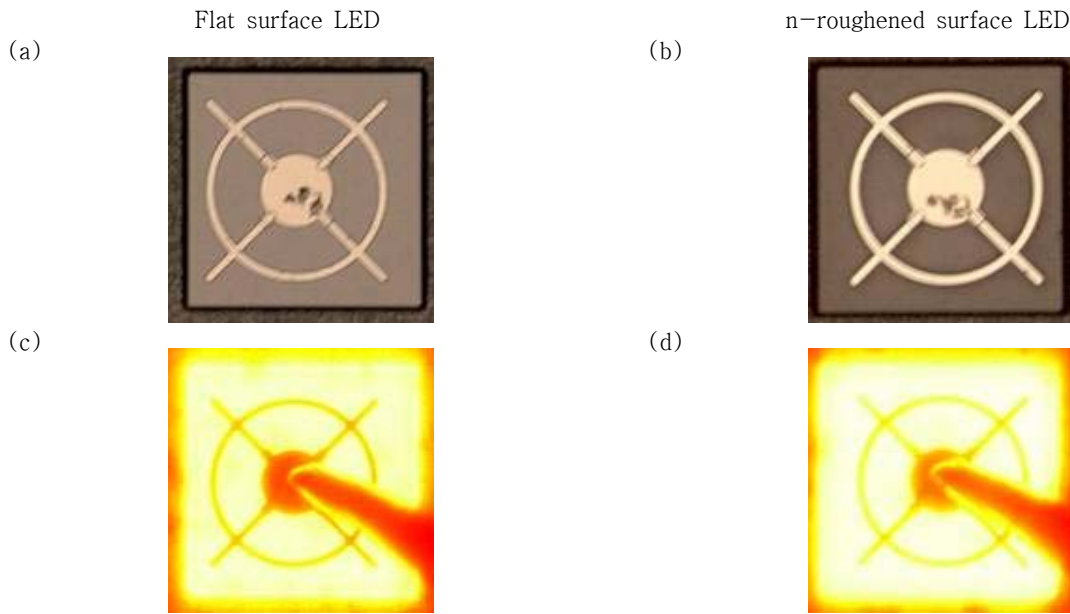 Flat surface LED
n-roughened surface LED
(a)
(b)
(c)
(d)